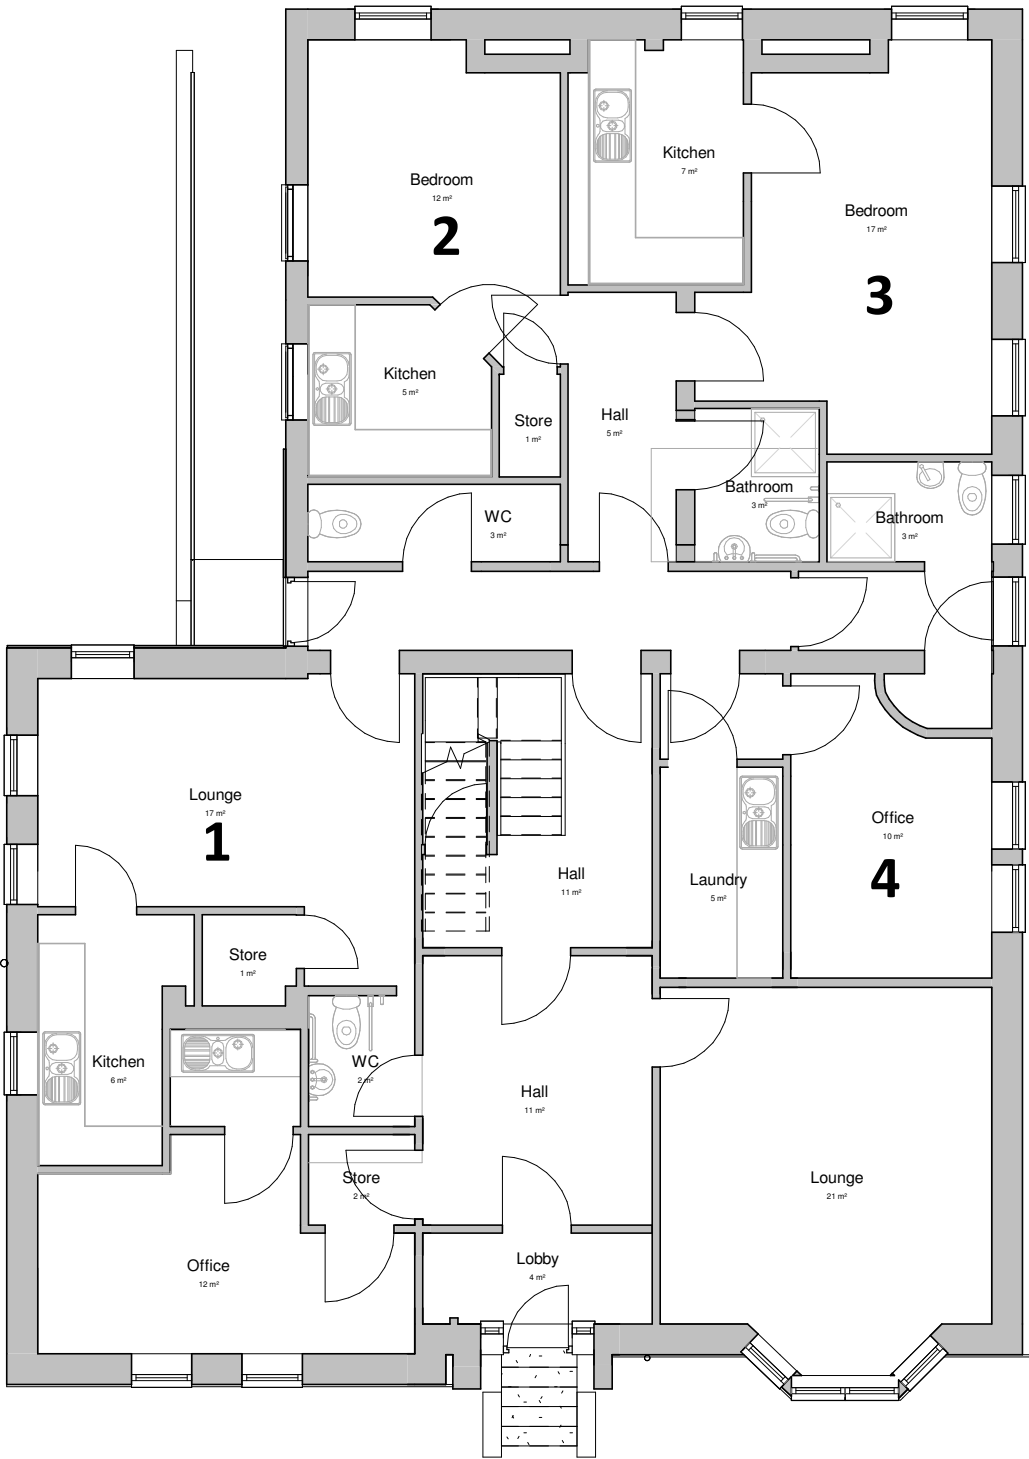 Kitchen
7 m²
Bedroom
12 m²
2
Bedroom
17 m²
3
Kitchen
5 m²
Store
1 m²
Hall
5 m²
Bathroom
3 m²
WC
3 m²
Bathroom
3 m²
Lounge
17 m²
1
Office
10 m²
4
Hall
11 m²
Laundry
5 m²
Store
1 m²
Kitchen
6 m²
WC
2 m²
Hall
11 m²
Store
2 m²
Lounge
21 m²
Office
12 m²
Lobby
4 m²